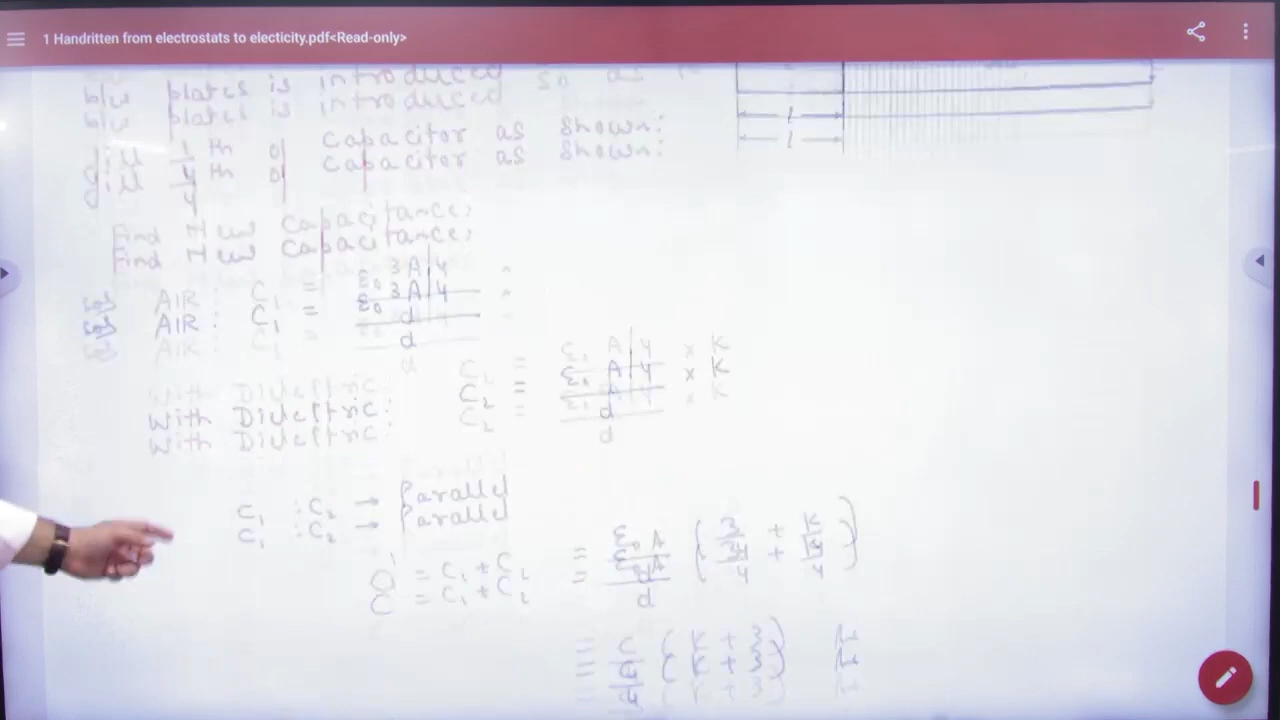 1 Handritten from electrostats to electicity.pdf<Read-only>
b/w plates is introduced so as
fill 1/4 th of capacitor as shown:
l
Find New Capacitance:
Sol AIR: C₁ = ε₀ 3A/4 / d
With Dielectric: C₂ = ε₀ A/4 / d × K
C₁ : C₂ → Parallel
C' = C₁ + C₂ = ε₀A/d (3/4 + K/4)
= C/4 (K + 3)